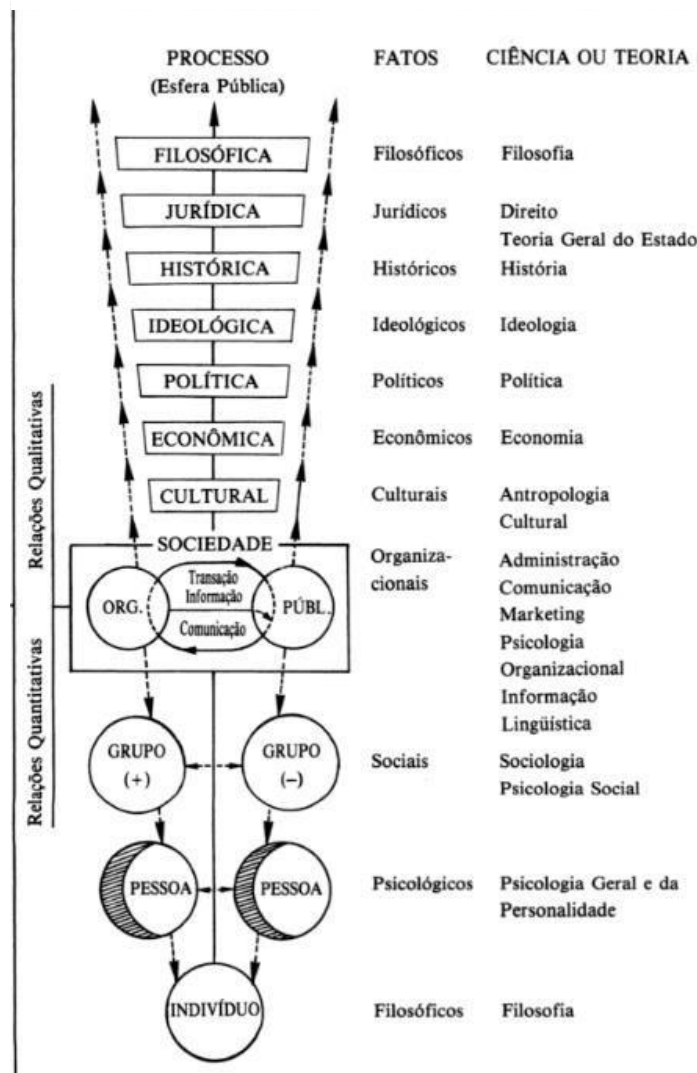 PROCESSO FATOS CIÊNCIA OU TEORIA
(Esfera Pública)
FILOSÓFICA Filosóficos Filosofia
JURÍDICA Jurídicos Direito
Teoria Geral do Estado
HISTÓRICA Históricos História
IDEOLÓGICA Ideológicos Ideologia
POLÍTICA Políticos Política
ECONÔMICA Econômicos Economia
CULTURAL Culturais Antropologia
Cultural
Relações Qualitativas
SOCIEDADE Organiza-
cionais Administração
Transação
Informação
ORG. PÚBL. Comunicação
Comunicação
Marketing
Psicologia
Organizacional
Informação
Lingüística
Relações Quantitativas
GRUPO GRUPO Sociais Sociologia
(+) (–) Psicologia Social
PESSOA PESSOA Psicológicos Psicologia Geral e da
Personalidade
INDIVÍDUO Filosóficos Filosofia